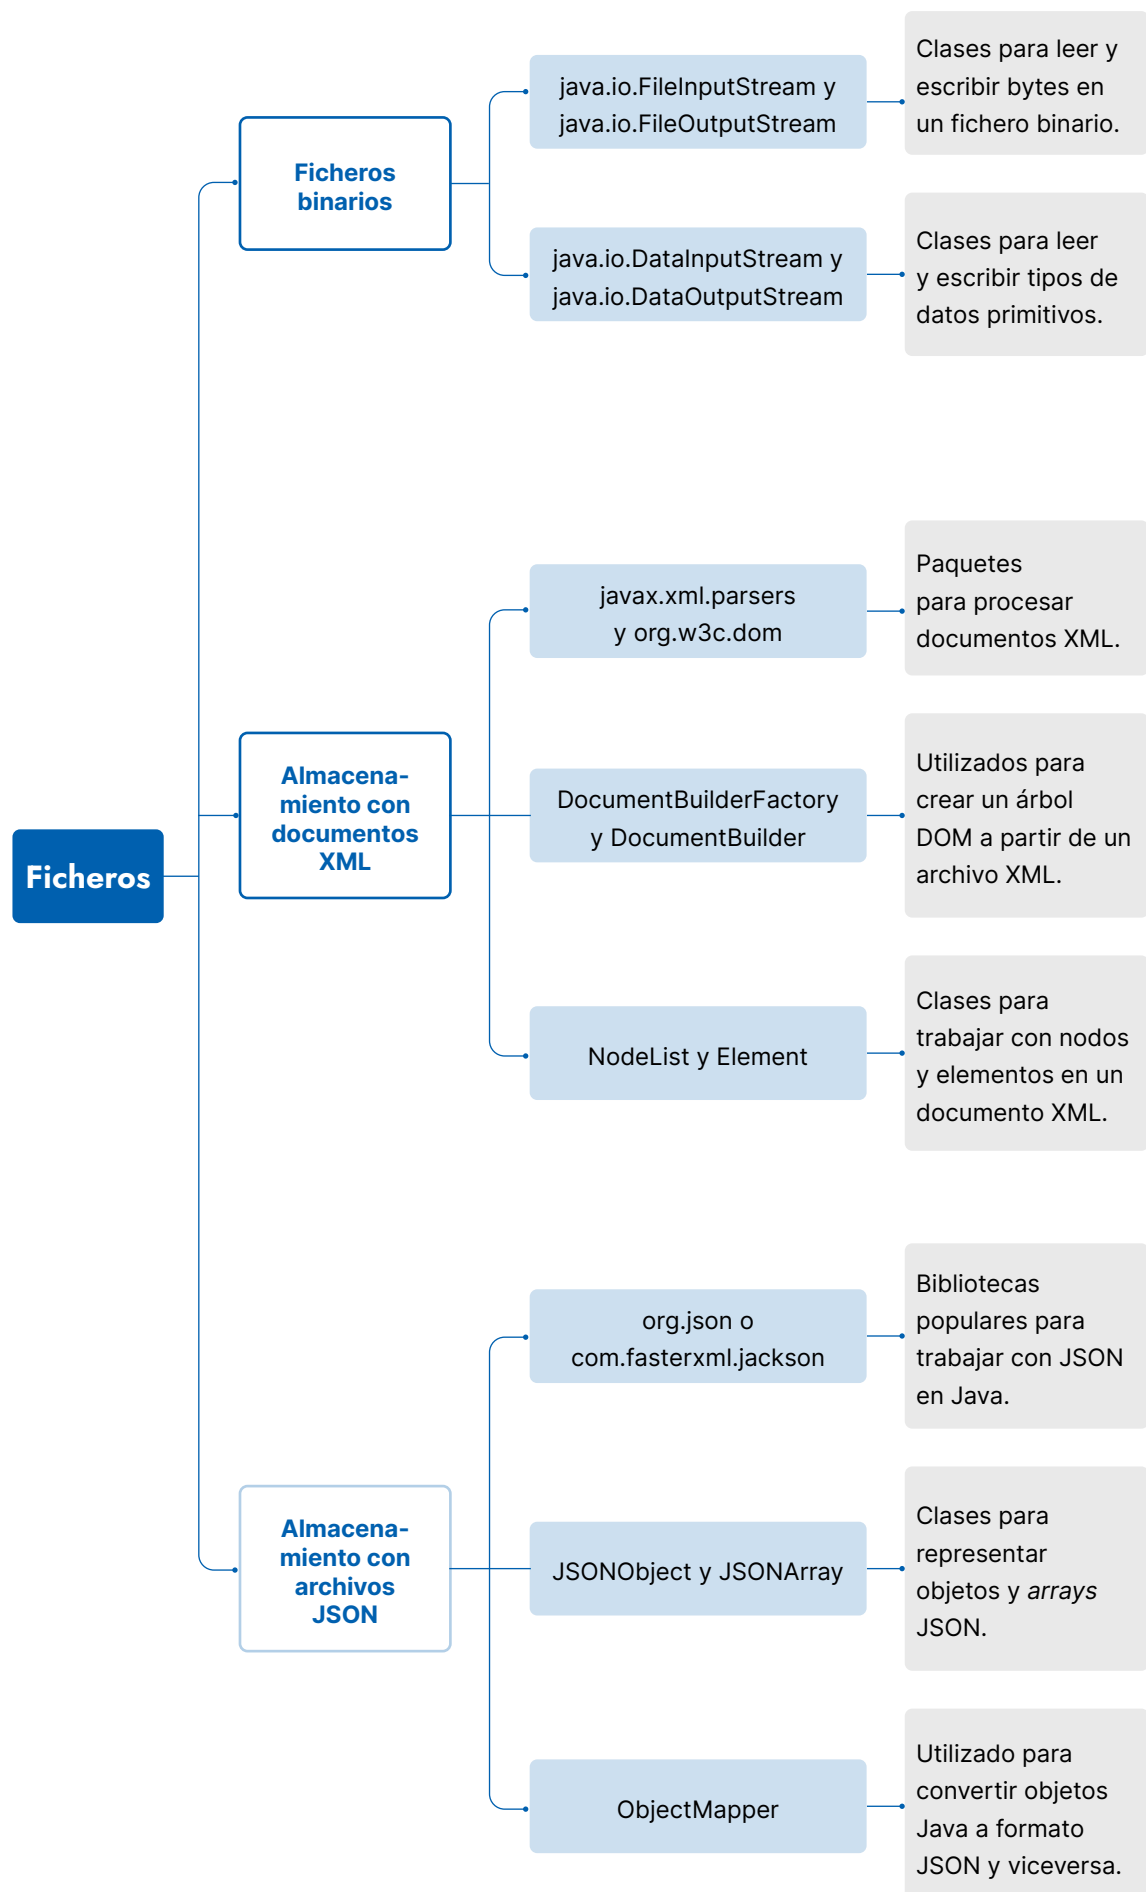 Ficheros
Ficheros
binarios
java.io.FileInputStream y
java.io.FileOutputStream
Clases para leer y
escribir bytes en
un fichero binario.
java.io.DataInputStream y
java.io.DataOutputStream
Clases para leer
y escribir tipos de
datos primitivos.
Almacena-
miento con
documentos
XML
javax.xml.parsers
y org.w3c.dom
Paquetes
para procesar
documentos XML.
DocumentBuilderFactory
y DocumentBuilder
Utilizados para
crear un árbol
DOM a partir de un
archivo XML.
NodeList y Element
Clases para
trabajar con nodos
y elementos en un
documento XML.
Almacena-
miento con
archivos
JSON
org.json o
com.fasterxml.jackson
Bibliotecas
populares para
trabajar con JSON
en Java.
JSONObject y JSONArray
Clases para
representar
objetos y arrays
JSON.
ObjectMapper
Utilizado para
convertir objetos
Java a formato
JSON y viceversa.